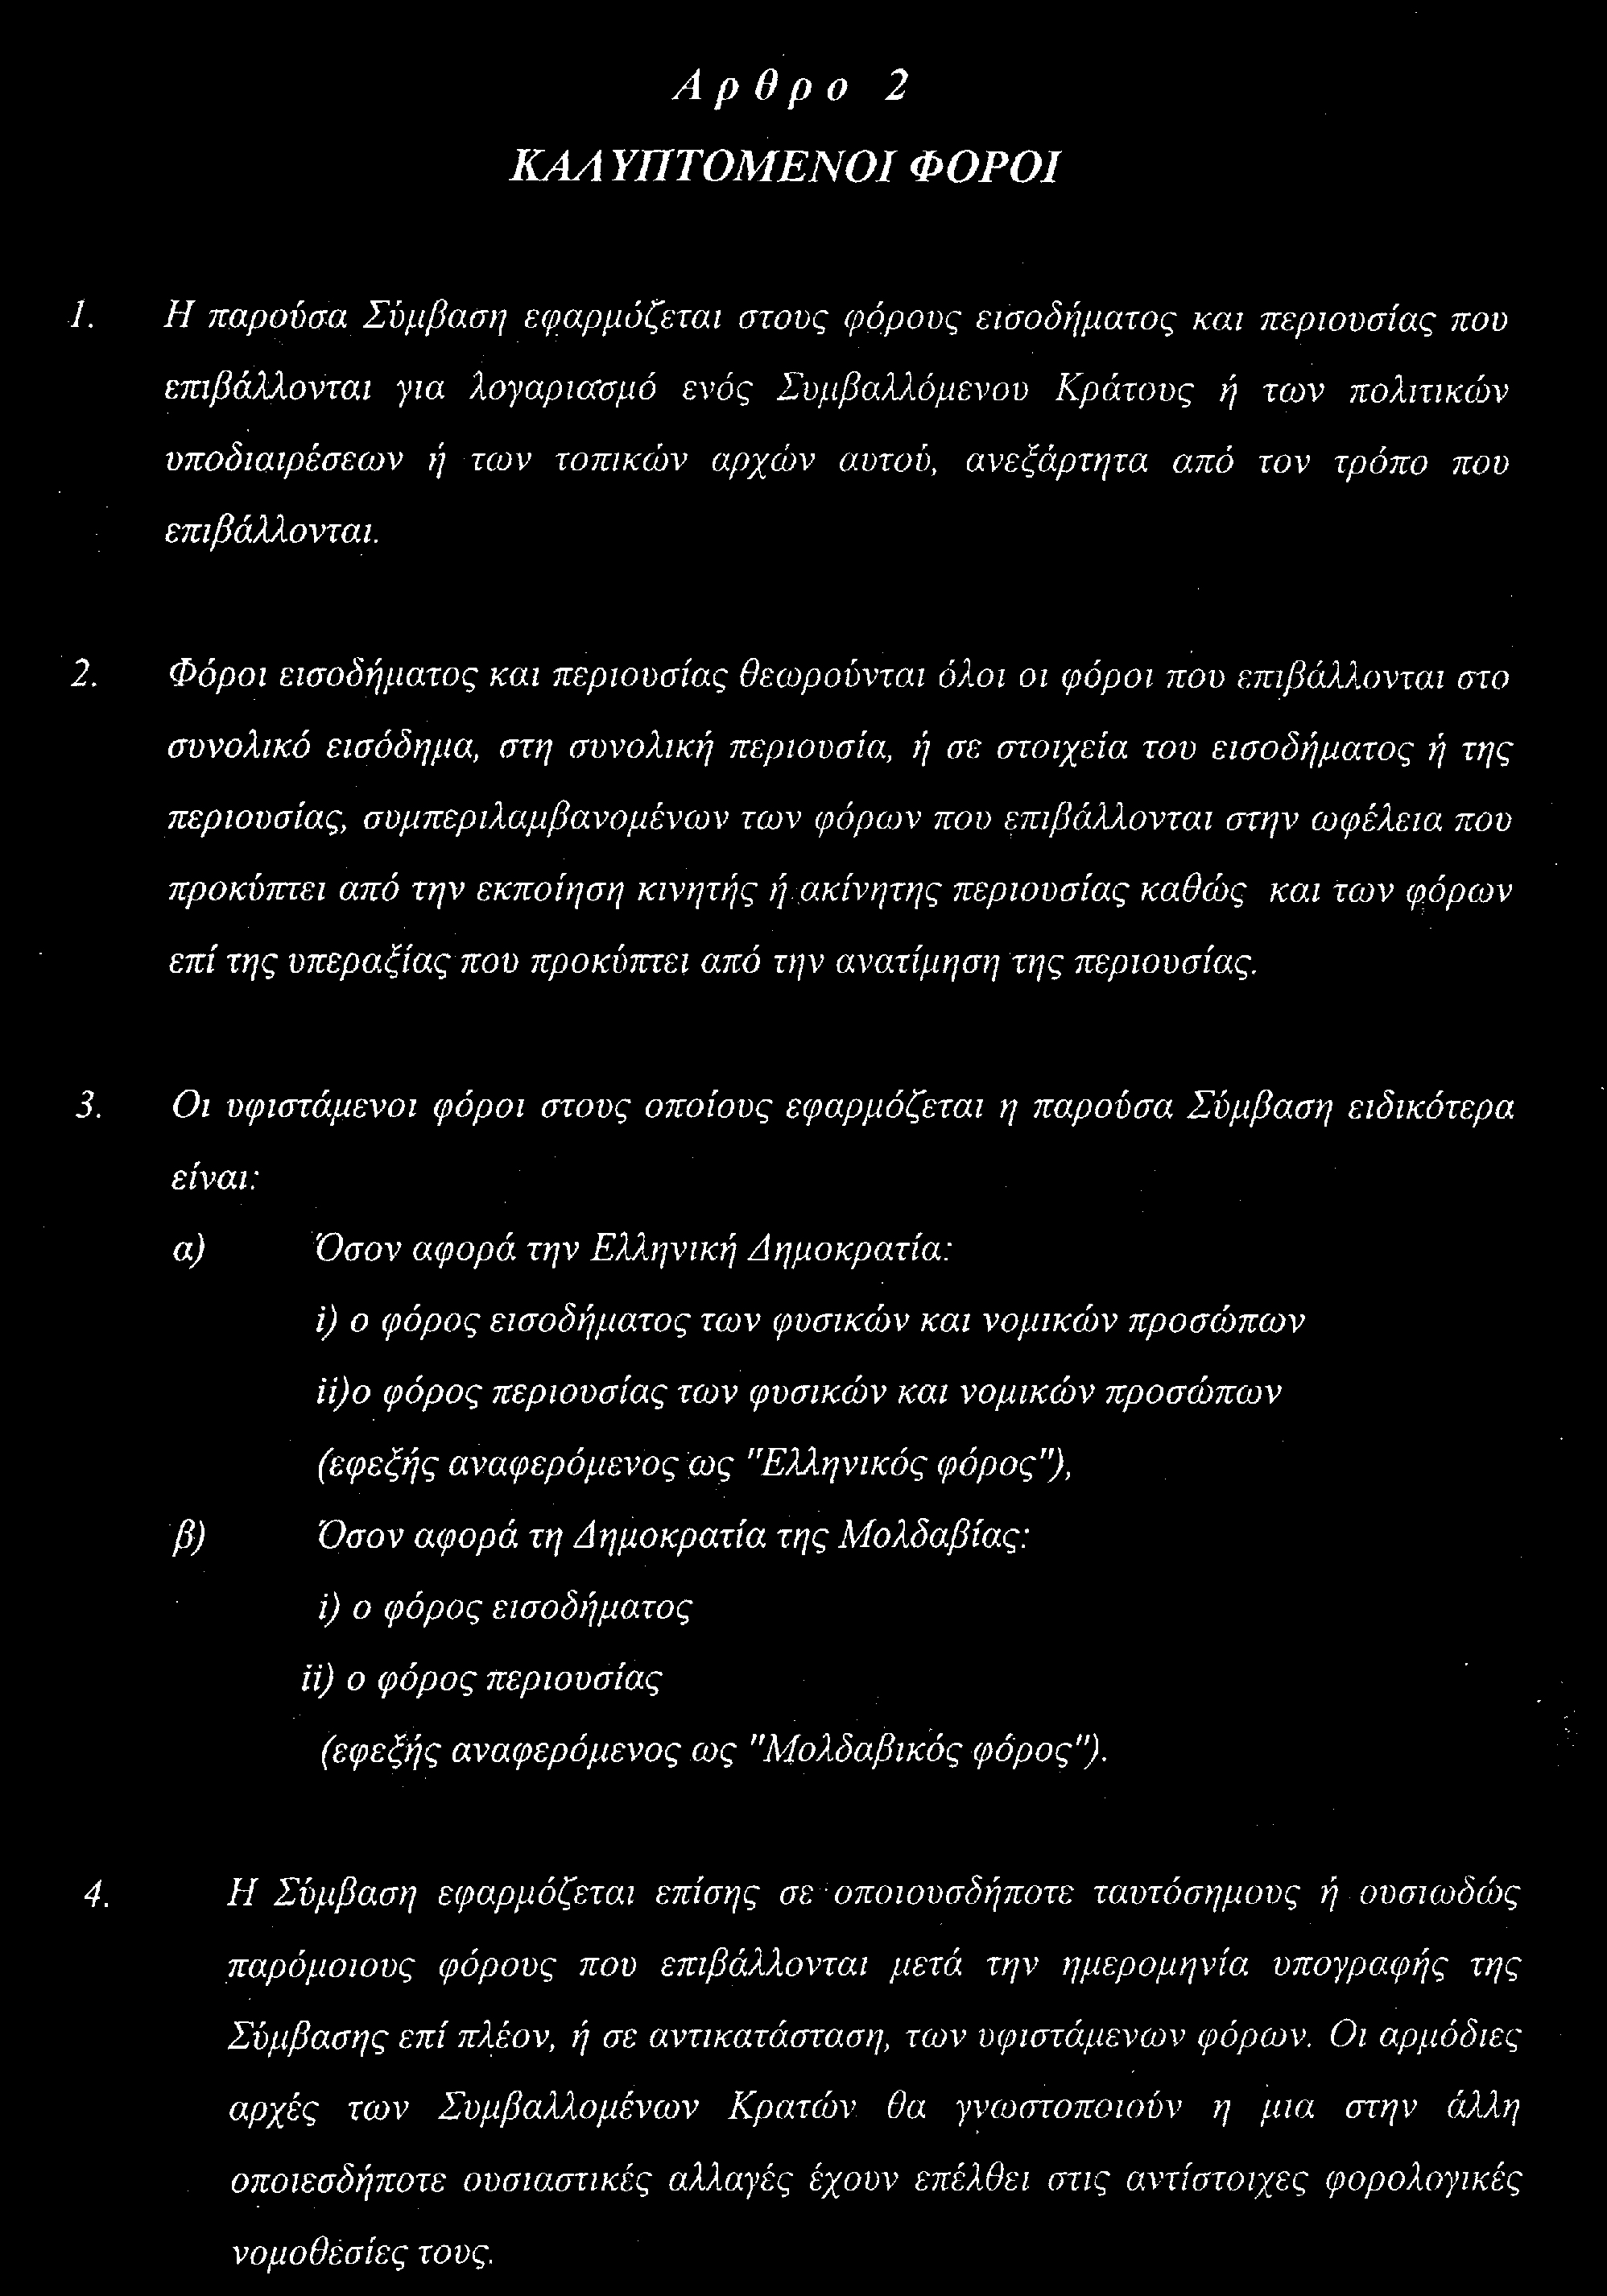 Αρθρο 2
ΚΑΛΥΠΤΟΜΕΝΟΙ ΦΟΡΟΙ
1. Η παρούσα Σύμβαση εφαρμόζεται στους φόρους εισοδήματος και περιουσίας που
επιβάλλονται για λογαριασμό ενός Συμβαλλόμενου Κράτους ή των πολιτικών
υποδιαιρέσεων ή των τοπικών αρχών αυτού, ανεξάρτητα από τον τρόπο που
επιβάλλονται.
2. Φόροι εισοδήματος και περιουσίας θεωρούνται όλοι οι φόροι που επιβάλλονται στο
συνολικό εισόδημα, στη συνολική περιουσία, ή σε στοιχεία του εισοδήματος ή της
περιουσίας, συμπεριλαμβανομένων των φόρων που επιβάλλονται στην ωφέλεια που
προκύπτει από την εκποίηση κινητής ή ακίνητης περιουσίας καθώς και των φόρων
επί της υπεραξίας που προκύπτει από την ανατίμηση της περιουσίας.
3. Οι υφιστάμενοι φόροι στους οποίους εφαρμόζεται η παρούσα Σύμβαση ειδικότερα
είναι:
α) Όσον αφορά την Ελληνική Δημοκρατία:
i) ο φόρος εισοδήματος των φυσικών και νομικών προσώπων
ii)ο φόρος περιουσίας των φυσικών και νομικών προσώπων
(εφεξής αναφερόμενος ως "Ελληνικός φόρος"),
β) Όσον αφορά τη Δημοκρατία της Μολδαβίας:
i) ο φόρος εισοδήματος
ii) ο φόρος περιουσίας
(εφεξής αναφερόμενος ως "Μολδαβικός φόρος").
4. Η Σύμβαση εφαρμόζεται επίσης σε οποιουσδήποτε ταυτόσημους ή ουσιωδώς
παρόμοιους φόρους που επιβάλλονται μετά την ημερομηνία υπογραφής της
Σύμβασης επί πλέον, ή σε αντικατάσταση, των υφιστάμενων φόρων. Οι αρμόδιες
αρχές των Συμβαλλομένων Κρατών θα γνωστοποιούν η μια στην άλλη
οποιεσδήποτε ουσιαστικές αλλαγές έχουν επέλθει στις αντίστοιχες φορολογικές
νομοθεσίες τους.